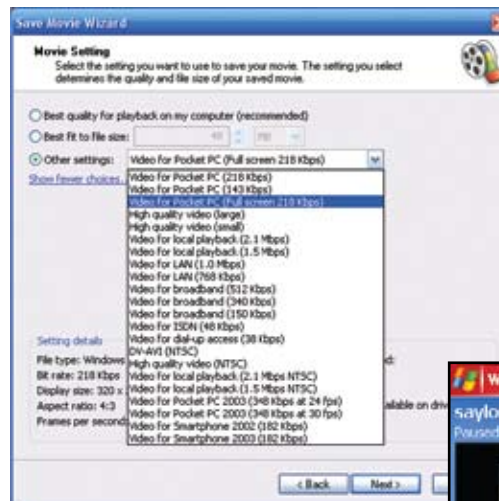 Save Movie Wizard
Movie Setting
Select the setting you want to use to save your movie. The setting you select
determines the quality and file size of your saved movie.
Best quality for playback on my computer (recommended)
Best fit to file size:
Other settings: Video for Pocket PC (Full screen 218 Kbps)
Show fewer choices..
Video for Pocket PC (218 Kbps)
Video for Pocket PC (143 Kbps)
Video for Pocket PC (Full screen 218 Kbps)
High quality video (large)
High quality video (small)
Video for local playback (2.1 Mbps)
Video for local playback (1.5 Mbps)
Video for LAN (1.0 Mbps)
Video for LAN (768 Kbps)
Video for broadband (512 Kbps)
Video for broadband (340 Kbps)
Video for broadband (150 Kbps)
Video for ISDN (48 Kbps)
Video for dial-up access (38 Kbps)
DV-AVI (NTSC)
High quality video (NTSC)
Video for local playback (2.1 Mbps NTSC)
Video for local playback (1.5 Mbps NTSC)
Video for Pocket PC 2003 (348 Kbps at 24 fps)
Video for Pocket PC 2003 (348 Kbps at 30 fps)
Video for Smartphone 2002 (182 Kbps)
Video for Smartphone 2003 (182 Kbps)
Setting details
File type: Windows
Bit rate: 218 Kbps
Display size: 320 x
Aspect ratio: 4:3
Frames per second
ailable on driv
saylo
Paused
< Back Next >